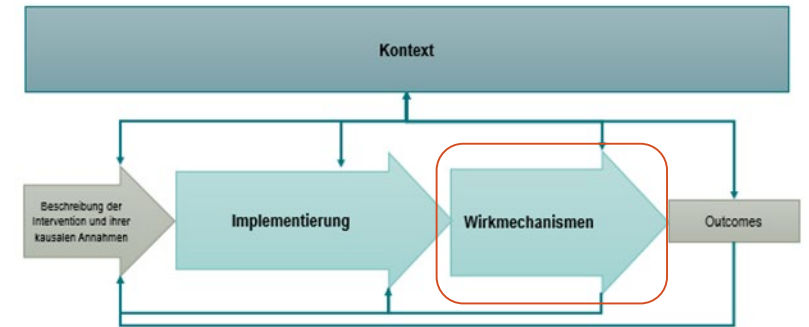 Kontext
Beschreibung der
Intervention und ihrer
kausalen Annahmen
Implementierung
Wirkmechanismen
Outcomes